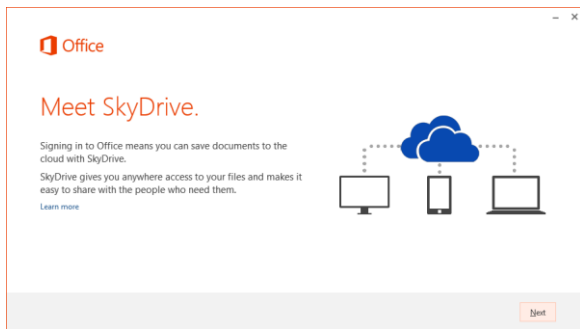 Office
Meet SkyDrive.
Signing in to Office means you can save documents to the
cloud with SkyDrive.
SkyDrive gives you anywhere access to your files and makes it
easy to share with the people who need them.
Learn more
Next